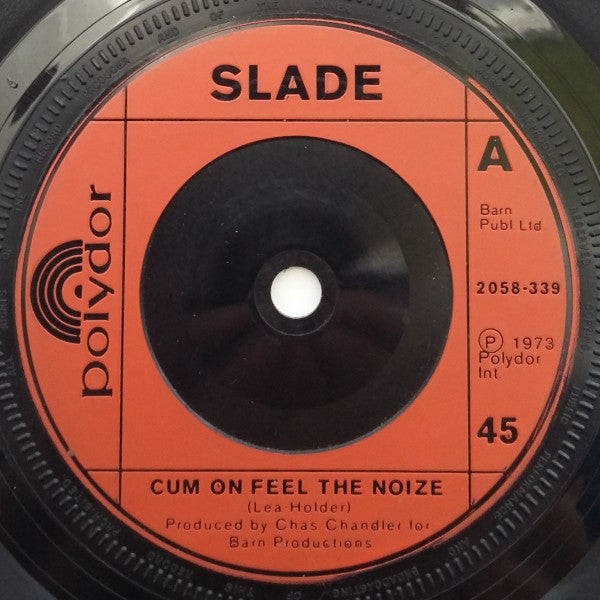 SLADE
A
Barn
Publ Ltd
polydor
2058-339
Ⓟ 1973
Polydor
Int.
45
CUM ON FEEL THE NOIZE
(Lea-Holder)
Produced by Chas Chandler for
Barn Productions